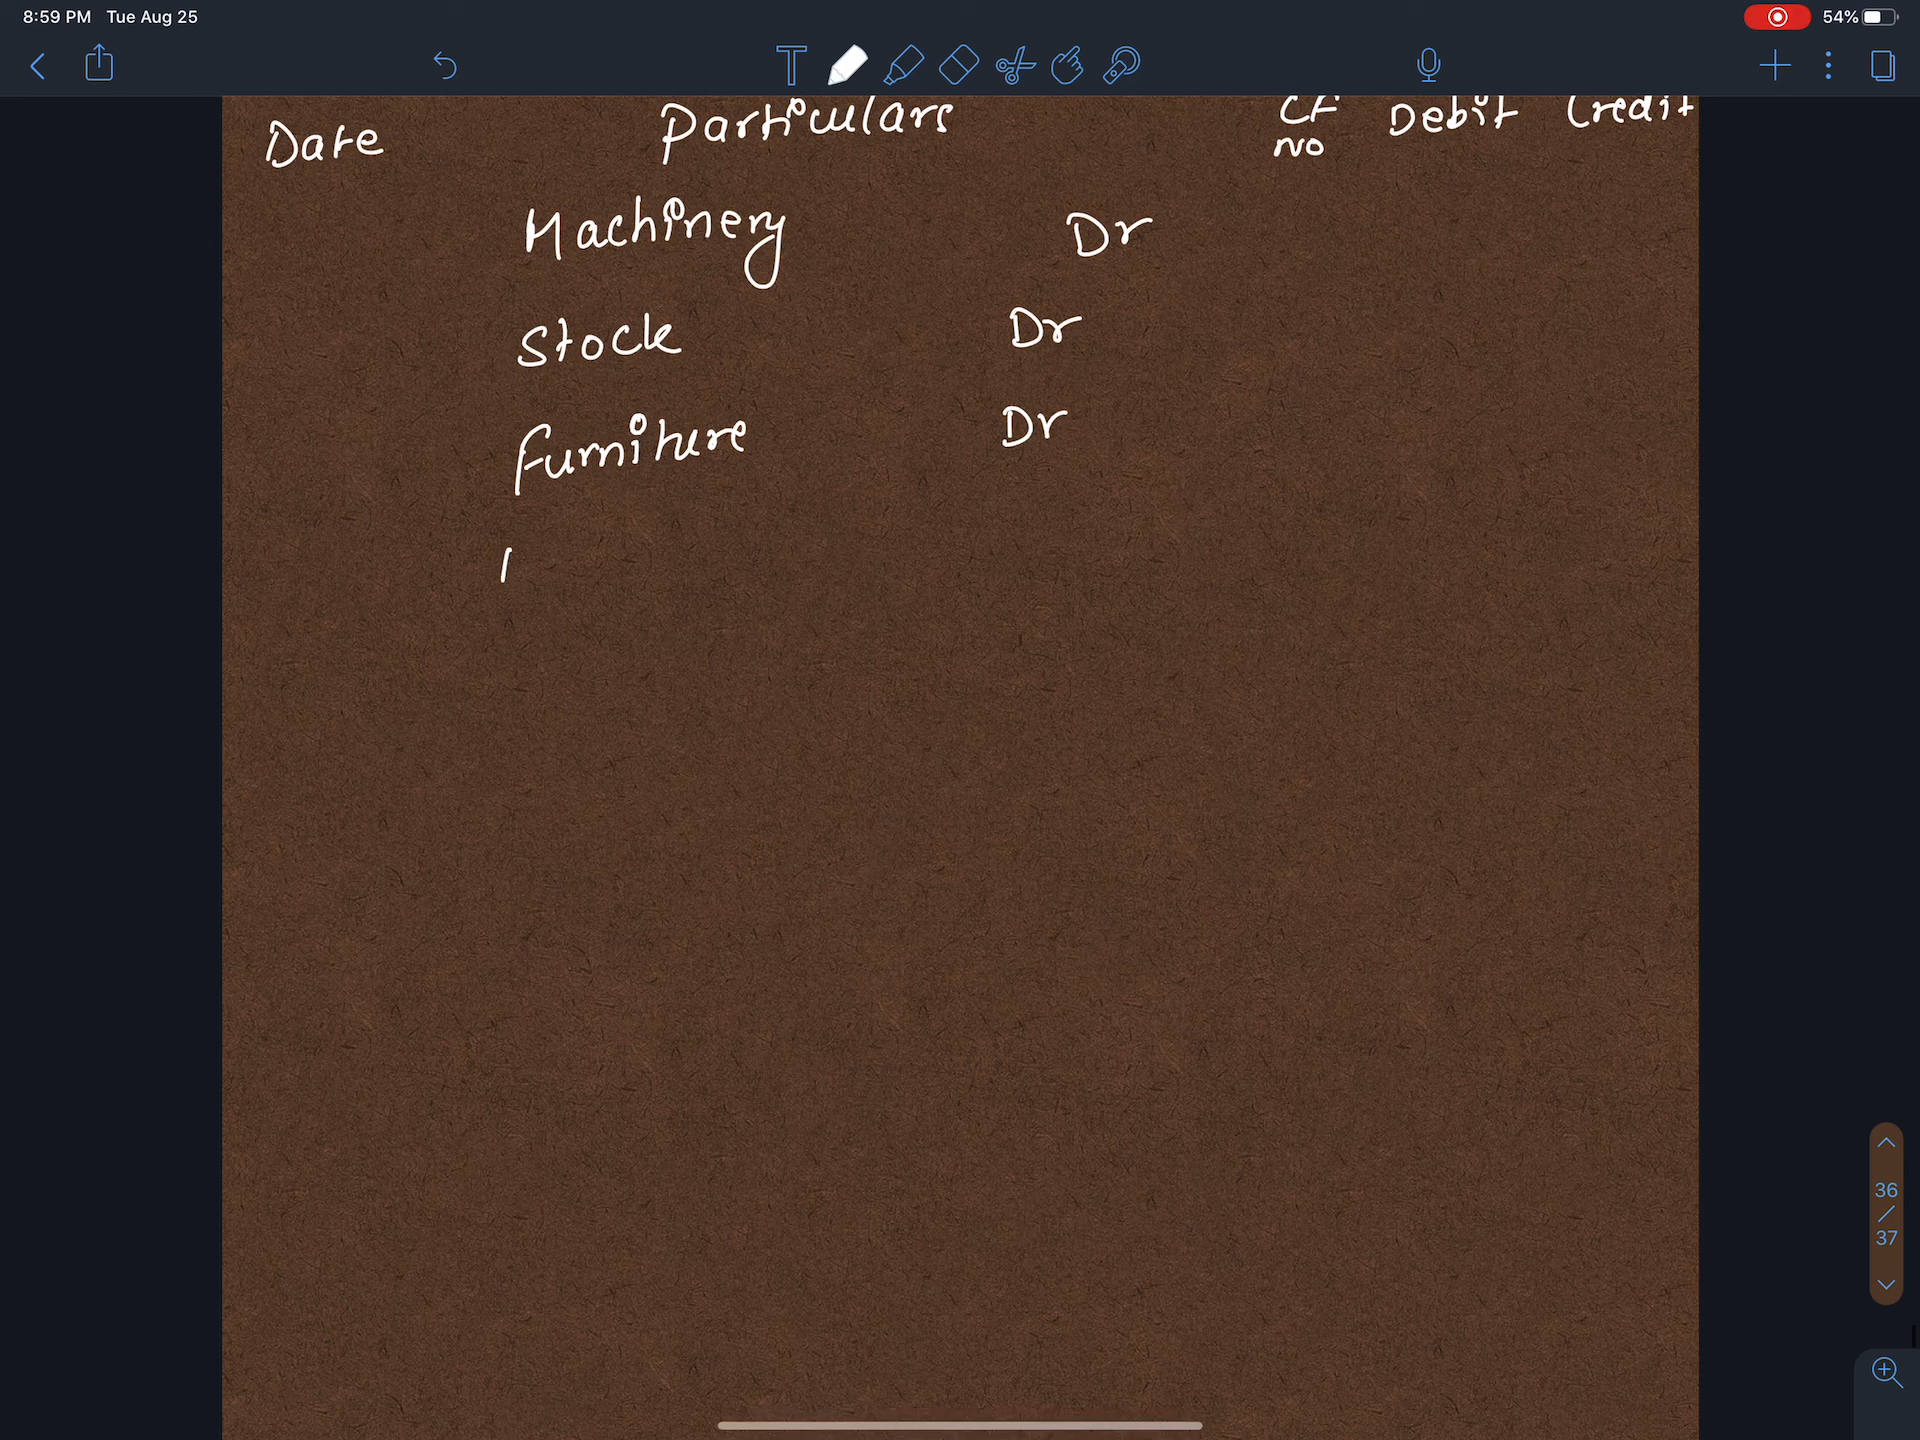 8:59 PM Tue Aug 25 54%
Date Particulars CF no Debit Credit
Machinery Dr
Stock Dr
Furniture Dr
36
/
37